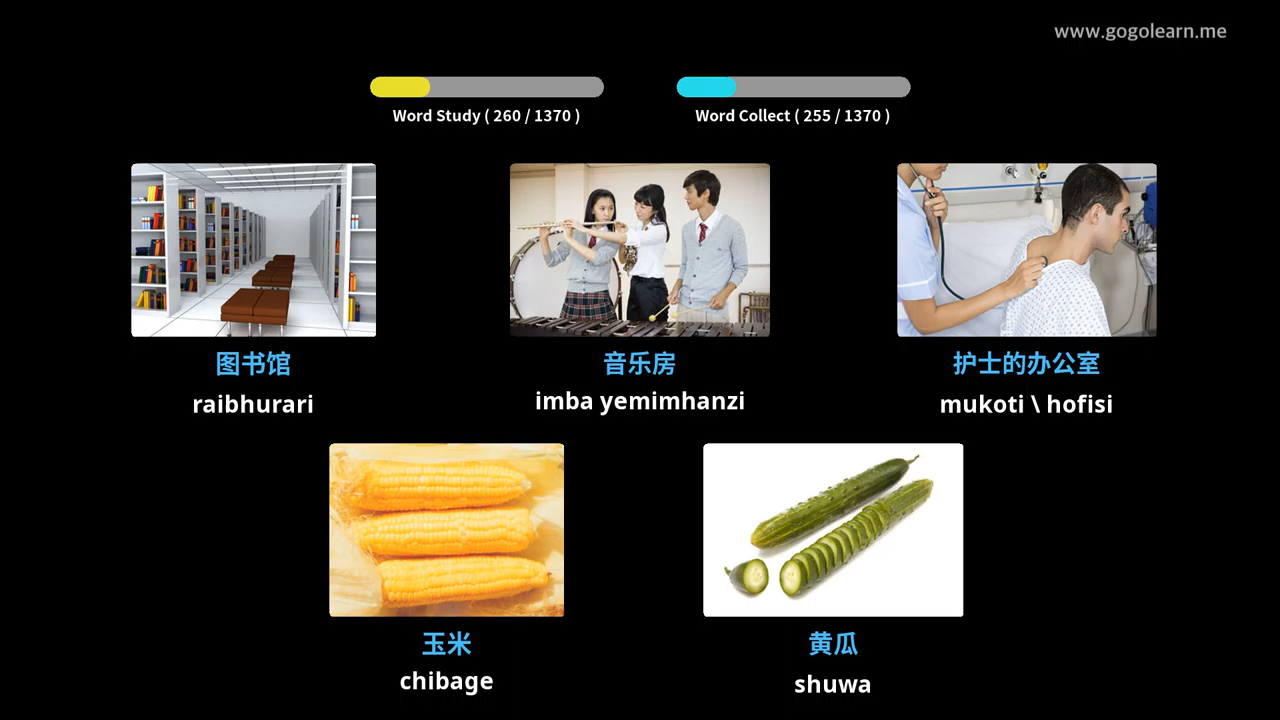 www.gogolearn.me
Word Study ( 260 / 1370 )
Word Collect ( 255 / 1370 )
图书馆
raibhurari
音乐房
imba yemimhanzi
护士的办公室
mukoti \ hofisi
玉米
chibage
黄瓜
shuwa